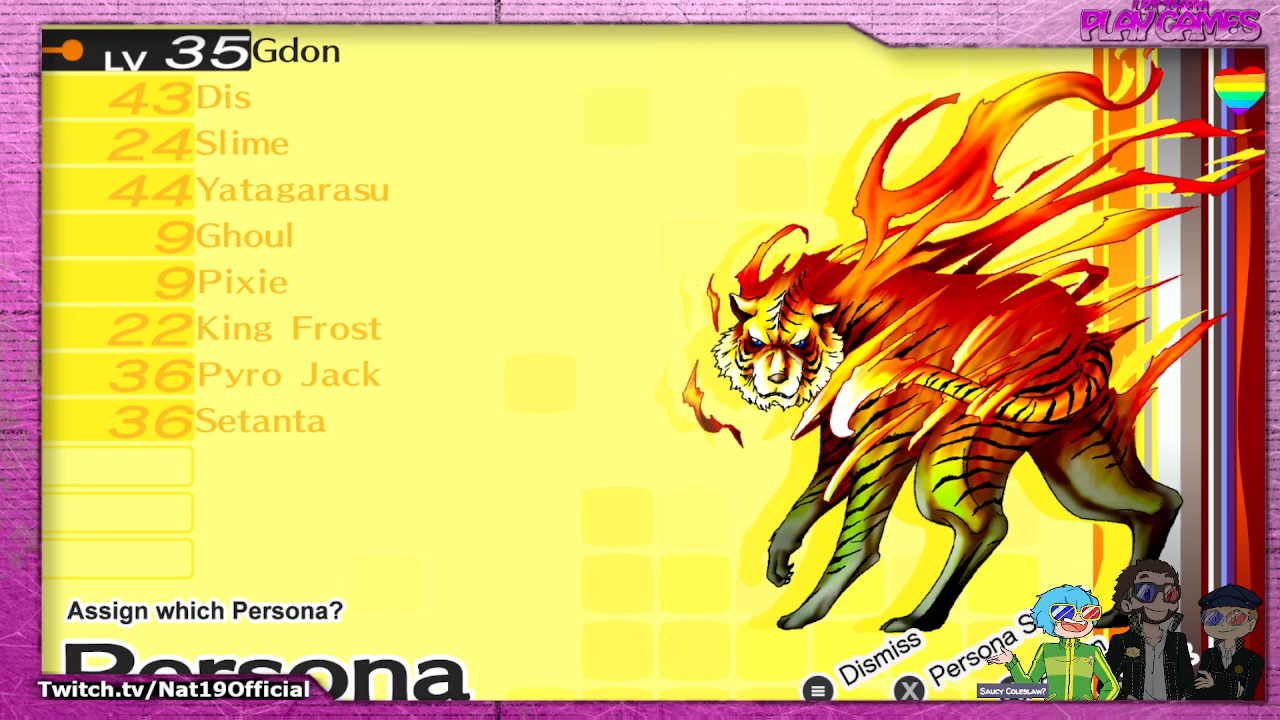 PLAY GAMES
LV 35 Gdon
43 Dis
24 Slime
44 Yatagarasu
9 Ghoul
9 Pixie
22 King Frost
36 Pyro Jack
36 Setanta
Assign which Persona?
Dismiss
X Persona S
Persona
Twitch.tv/Nat19Official
SAUCY COLESLAW?